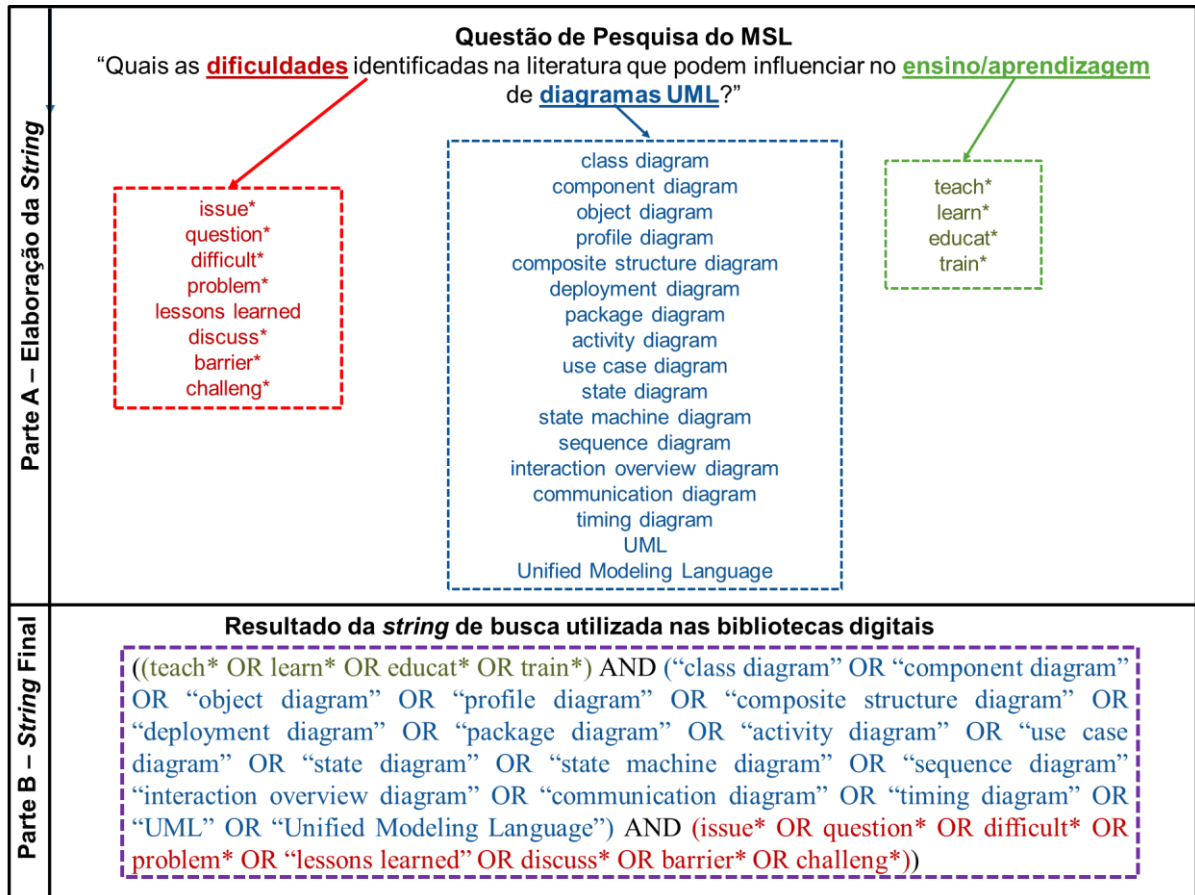 Parte A – Elaboração da String
Questão de Pesquisa do MSL
“Quais as dificuldades identificadas na literatura que podem influenciar no ensino/aprendizagem
de diagramas UML?”
issue*
question*
difficult*
problem*
lessons learned
discuss*
barrier*
challeng*
class diagram
component diagram
object diagram
profile diagram
composite structure diagram
deployment diagram
package diagram
activity diagram
use case diagram
state diagram
state machine diagram
sequence diagram
interaction overview diagram
communication diagram
timing diagram
UML
Unified Modeling Language
teach*
learn*
educat*
train*
Parte B – String Final
Resultado da string de busca utilizada nas bibliotecas digitais
((teach* OR learn* OR educat* OR train*) AND (“class diagram” OR “component diagram”
OR “object diagram” OR “profile diagram” OR “composite structure diagram” OR
“deployment diagram” OR “package diagram” OR “activity diagram” OR “use case
diagram” OR “state diagram” OR “state machine diagram” OR “sequence diagram”
“interaction overview diagram” OR “communication diagram” OR “timing diagram” OR
“UML” OR “Unified Modeling Language”) AND (issue* OR question* OR difficult* OR
problem* OR “lessons learned” OR discuss* OR barrier* OR challeng*))